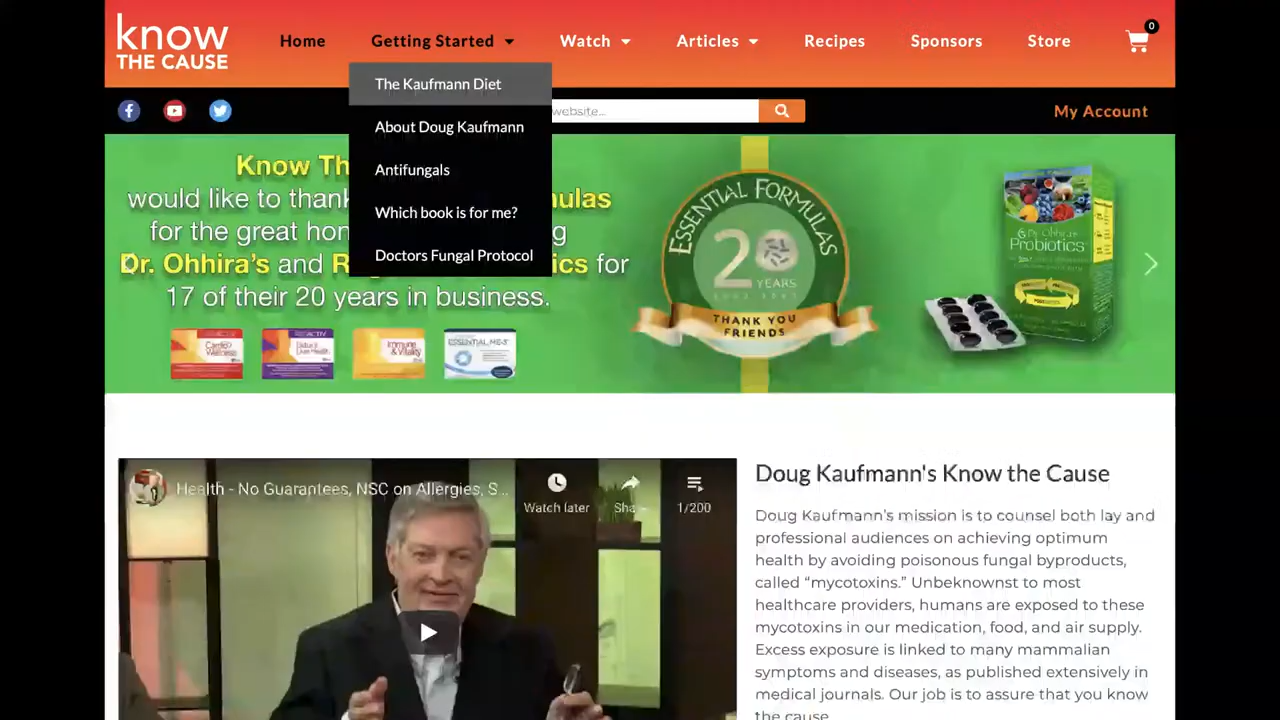 know
THE CAUSE
Home
Getting Started
Watch
Articles
Recipes
Sponsors
Store
0
The Kaufmann Diet
About Doug Kaufmann
Antifungals
Which book is for me?
Doctors Fungal Protocol
website...
My Account
Know Th
would like to thank
ulas
for the great hon
g
Dr. Ohhira's and R
ics for
17 of their 20 years in business.
ESSENTIAL FORMULAS
20
YEARS
THANK YOU
FRIENDS
Dr. Ohhira's
Probiotics
Health - No Guarantees, NSC on Allergies, S...
Watch later
Sha
1/200
Doug Kaufmann's Know the Cause
Doug Kaufmann's mission is to counsel both lay and
professional audiences on achieving optimum
health by avoiding poisonous fungal byproducts,
called “mycotoxins.” Unbeknownst to most
healthcare providers, humans are exposed to these
mycotoxins in our medication, food, and air supply.
Excess exposure is linked to many mammalian
symptoms and diseases, as published extensively in
medical journals. Our job is to assure that you know
the cause